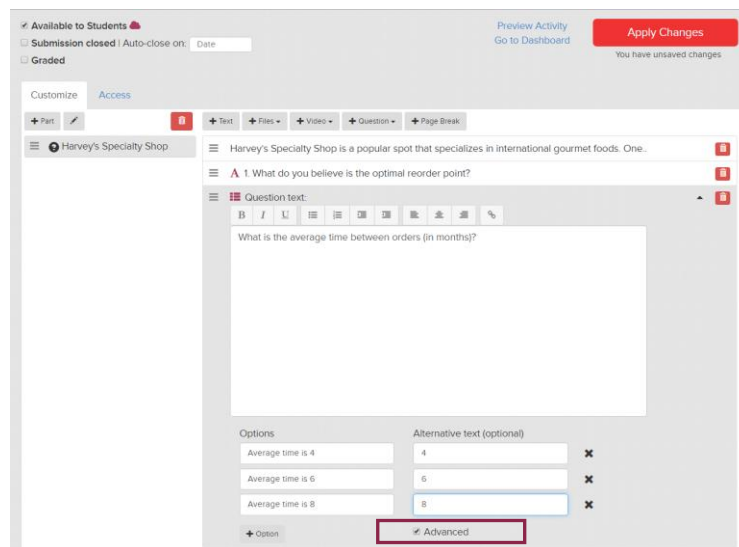 Available to Students
Submission closed | Auto-close on: Date
Graded
Preview Activity
Go to Dashboard
Apply Changes
You have unsaved changes
Customize Access
+ Part
+ Text + Files + Video + Question + Page Break
Harvey's Specialty Shop
Harvey's Specialty Shop is a popular spot that specializes in international gourmet foods. One..
A 1. What do you believe is the optimal reorder point?
Question text:
B I U
What is the average time between orders (in months)?
Options Alternative text (optional)
Average time is 4 4
Average time is 6 6
Average time is 8 8
+ Option Advanced